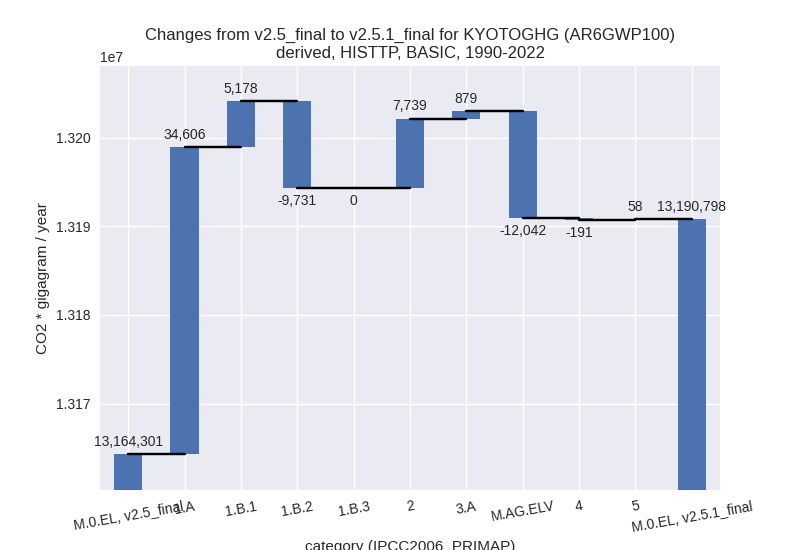 Changes from v2.5_final to v2.5.1_final for KYOTOGHG (AR6GWP100)
derived, HISTTP, BASIC, 1990-2022
1e7
1.320
1.319
1.318
1.317
CO2 * gigagram / year
13,164,301
34,606
5,178
-9,731
0
7,739
879
-12,042
-191
58
13,190,798
M.0.EL, v2.5_final
1.A
1.B.1
1.B.2
1.B.3
2
3.A
M.AG.ELV
4
5
M.0.EL, v2.5.1_final
category (IPCC2006_PRIMAP)